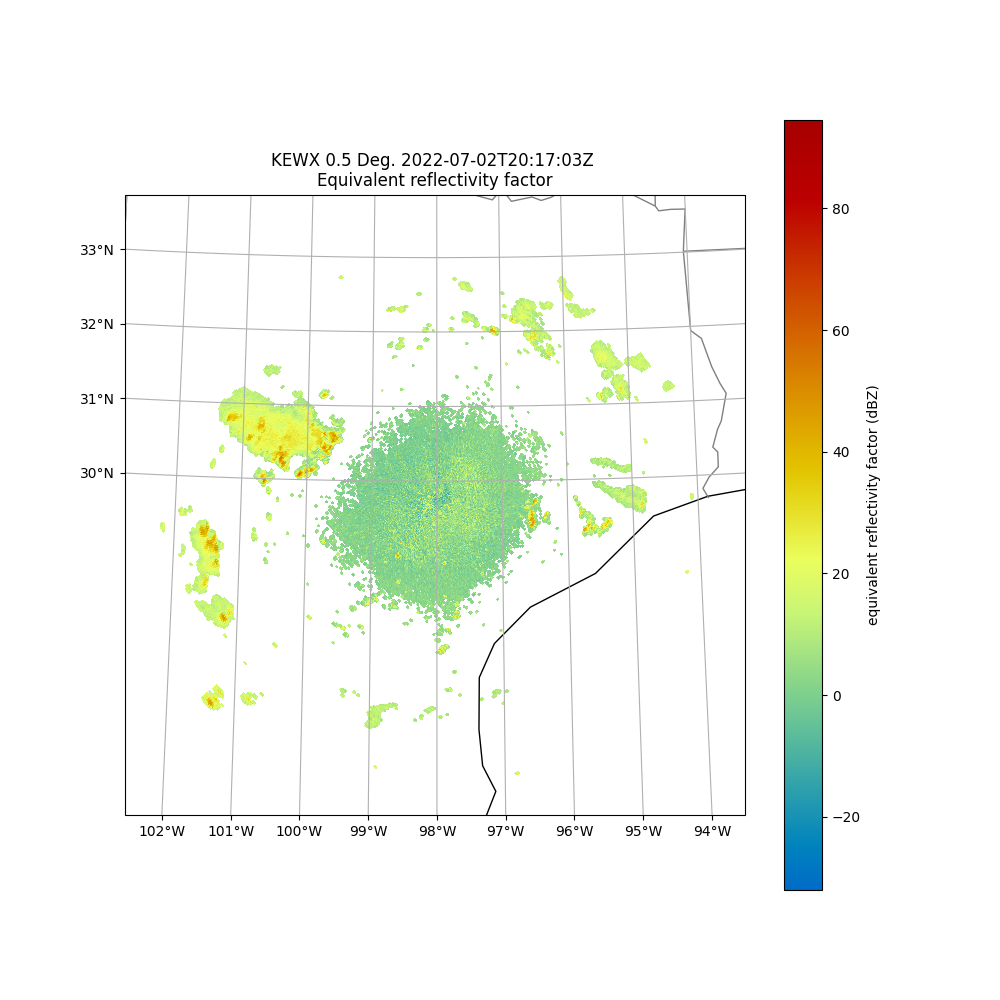 KEWX 0.5 Deg. 2022-07-02T20:17:03Z
Equivalent reflectivity factor
33°N
32°N
31°N
30°N
102°W
101°W
100°W
99°W
98°W
97°W
96°W
95°W
94°W
80
60
40
20
0
−20
equivalent reflectivity factor (dBZ)